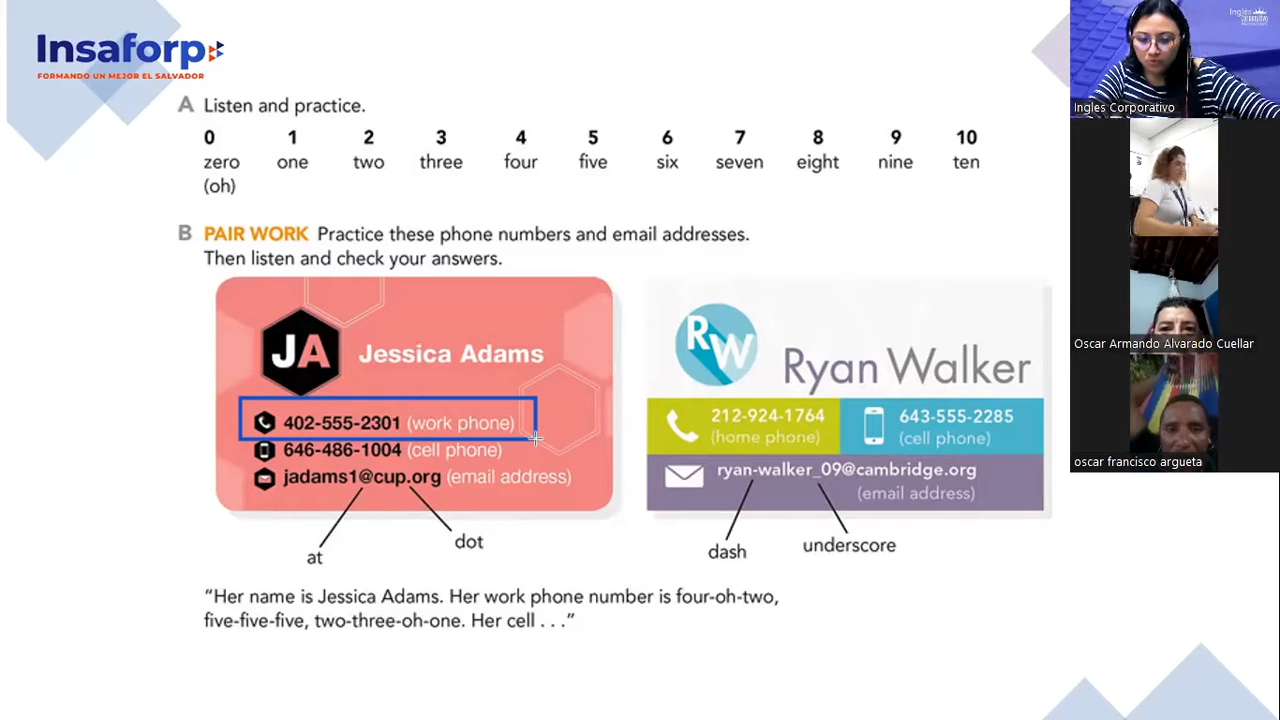 Insaforp
FORMANDO UN MEJOR EL SALVADOR
A Listen and practice.
0 1 2 3 4 5 6 7 8 9 10
zero one two three four five six seven eight nine ten
(oh)
B PAIR WORK Practice these phone numbers and email addresses.
Then listen and check your answers.
JA
Jessica Adams
402-555-2301 (work phone)
646-486-1004 (cell phone)
jadams1@cup.org (email address)
at
dot
RW
Ryan Walker
212-924-1764
(home phone)
643-555-2285
(cell phone)
ryan-walker_09@cambridge.org
(email address)
dash
underscore
"Her name is Jessica Adams. Her work phone number is four-oh-two,
five-five-five, two-three-oh-one. Her cell . . ."
Ingles Corporativo
Oscar Armando Alvarado Cuellar
oscar francisco argueta